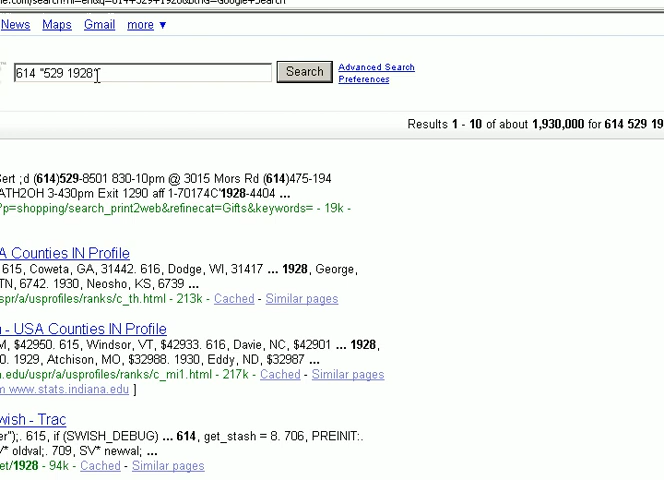 News Maps Gmail more ▼
614 "529 1928" Search Advanced Search
Preferences
Results 1 - 10 of about 1,930,000 for 614 529 19
;d (614)529-8501 830-10pm @ 3015 Mors Rd (614)475-194
ATH2OH 3-430pm Exit 1290 aff 1-70174C'1928-4404 ...
?p=shopping/search_print2web&refinecat=Gifts&keywords= - 19k -
A Counties IN Profile
615, Coweta, GA, 31442. 616, Dodge, WI, 31417 ... 1928, George,
TN, 6742. 1930, Neosho, KS, 6739 ...
spr/a/usprofiles/ranks/c_th.html - 213k - Cached - Similar pages
- USA Counties IN Profile
M, $42950. 615, Windsor, VT, $42933. 616, Davie, NC, $42901 ... 1928,
0. 1929, Atchison, MO, $32988. 1930, Eddy, ND, $32987 ...
.edu/uspr/a/usprofiles/ranks/c_mi1.html - 217k - Cached - Similar pages
www.stats.indiana.edu ]
wish - Trac
er");. 615, if (SWISH_DEBUG) ... 614, get_stash = 8. 706, PREINIT:.
V* oldval;. 709, SV* newval; ...
et/1928 - 94k - Cached - Similar pages